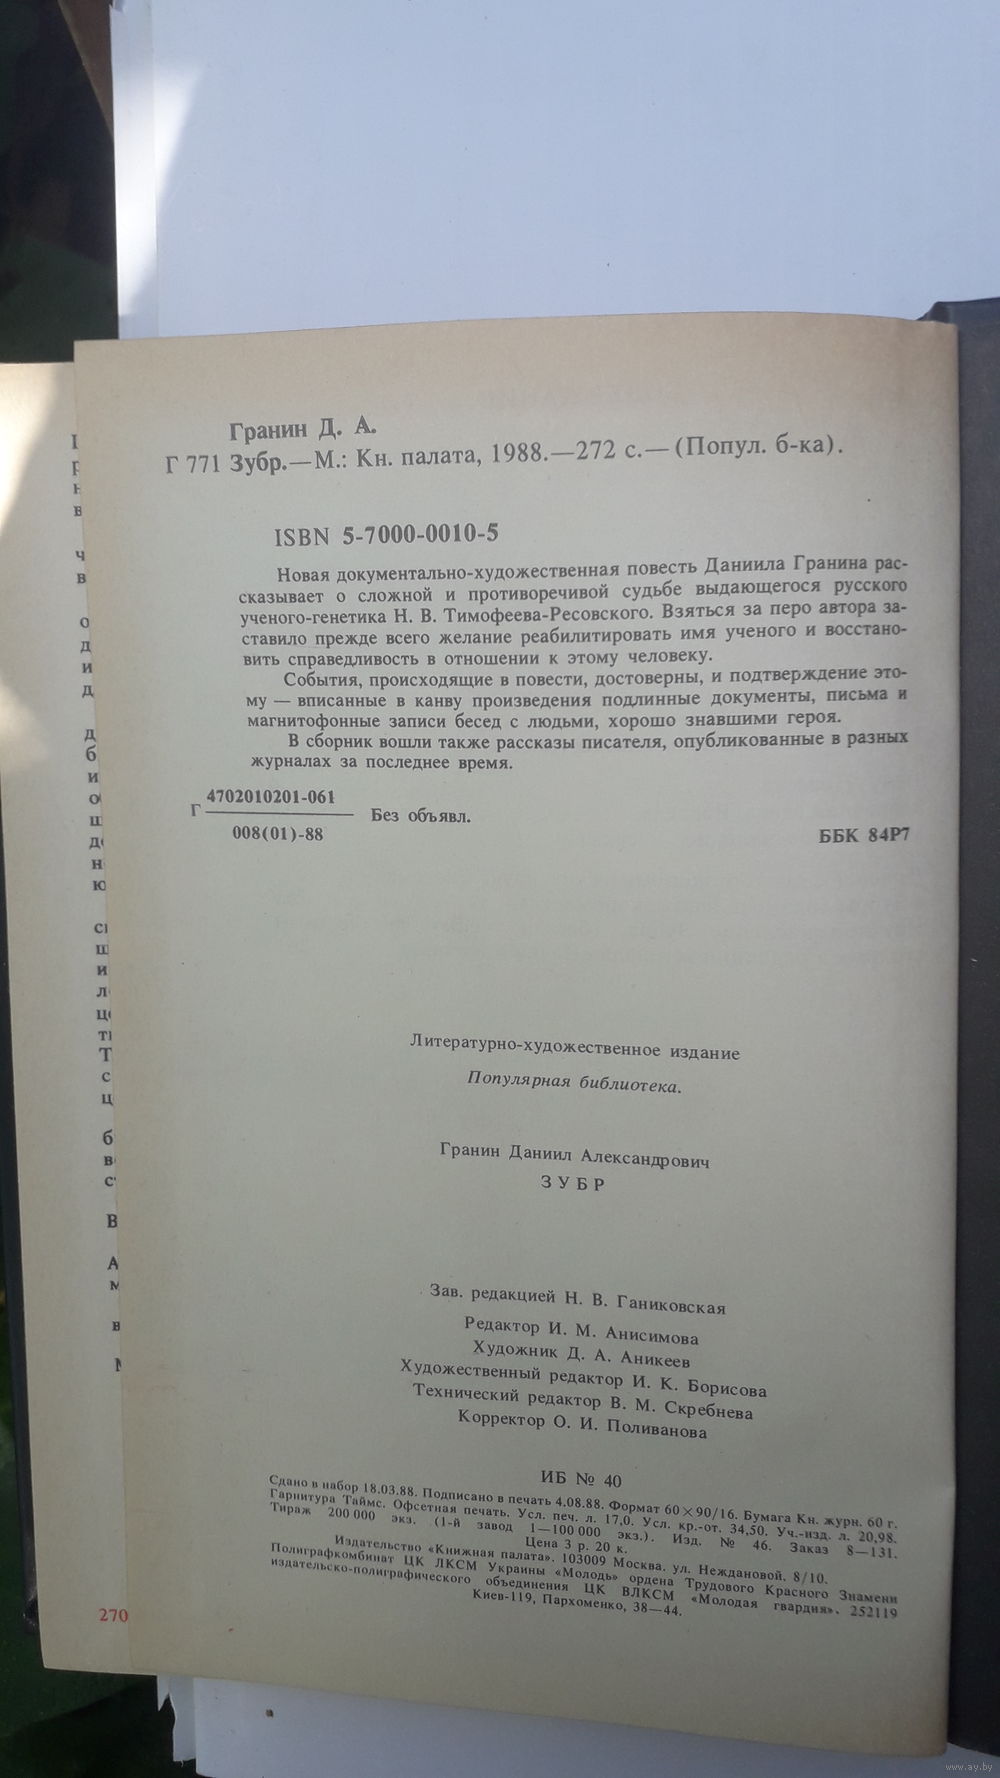 Гранин Д. А.
Г 771 Зубр.—М.: Кн. палата, 1988.—272 с.—(Попул. б-ка).
ISBN 5-7000-0010-5
Новая документально-художественная повесть Даниила Гранина рас-
сказывает о сложной и противоречивой судьбе выдающегося русского
ученого-генетика Н. В. Тимофеева-Ресовского. Взяться за перо автора за-
ставило прежде всего желание реабилитировать имя ученого и восстано-
вить справедливость в отношении к этому человеку.
События, происходящие в повести, достоверны, и подтверждение это-
му — вписанные в канву произведения подлинные документы, письма и
магнитофонные записи бесед с людьми, хорошо знавшими героя.
В сборник вошли также рассказы писателя, опубликованные в разных
журналах за последнее время.
4702010201-061
Г Без объявл.
008(01)-88
ББК 84Р7
Литературно-художественное издание
Популярная библиотека.
Гранин Даниил Александрович
ЗУБР
Зав. редакцией Н. В. Ганиковская
Редактор И. М. Анисимова
Художник Д. А. Аникеев
Художественный редактор И. К. Борисова
Технический редактор В. М. Скребнева
Корректор О. И. Поливанова
ИБ № 40
Сдано в набор 18.03.88. Подписано в печать 4.08.88. Формат 60×90/16. Бумага Кн. журн. 60 г.
Гарнитура Таймс. Офсетная печать. Усл. печ. л. 17,0. Усл. кр.-от. 34,50. Уч.-изд. л. 20,98.
Тираж 200 000 экз. (1-й завод 1—100 000 экз.). Изд. № 46. Заказ 8—131.
Цена 3 р. 20 к.
Издательство «Книжная палата». 103009 Москва. ул. Неждановой, 8/10.
Полиграфкомбинат ЦК ЛКСМ Украины «Молодь» ордена Трудового Красного Знамени
издательско-полиграфического объединения ЦК ВЛКСМ «Молодая гвардия». 252119
Киев-119, Пархоменко, 38—44.
270
www.ay.by